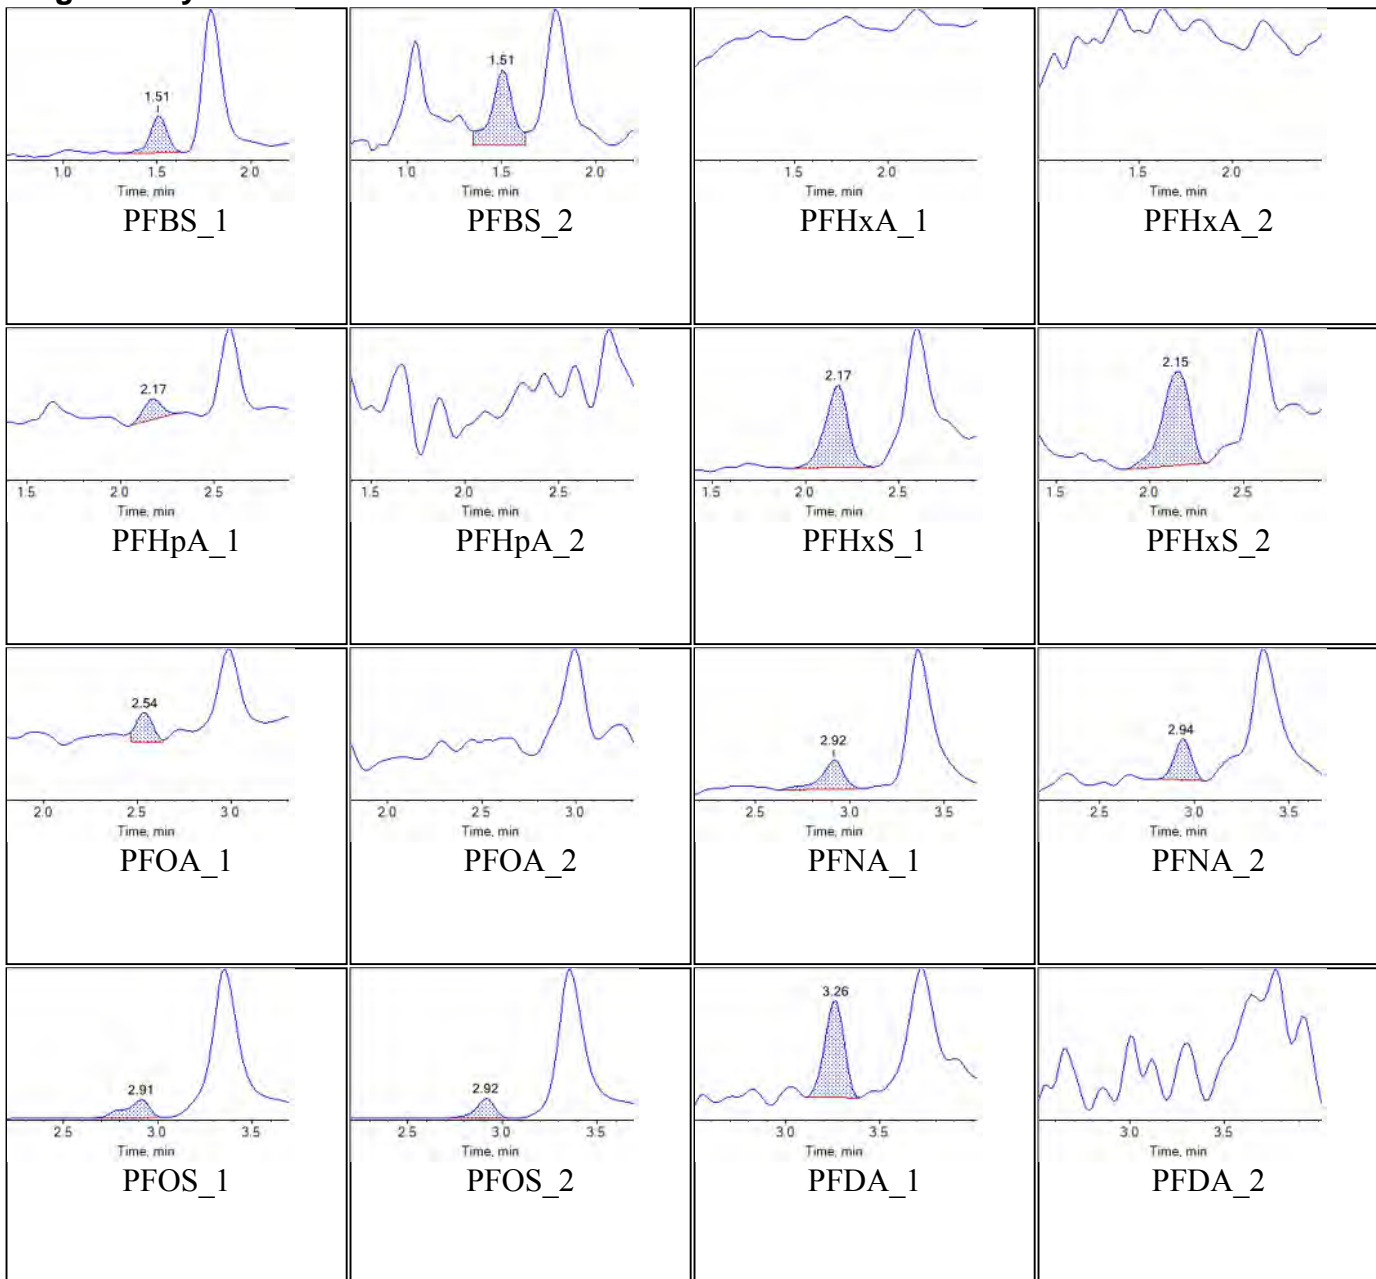 1.51
1.0 1.5 2.0
Time, min
PFBS_1
1.51
1.0 1.5 2.0
Time, min
PFBS_2
1.5 2.0
Time, min
PFHxA_1
1.5 2.0
Time, min
PFHxA_2
2.17
1.5 2.0 2.5
Time, min
PFHpA_1
1.5 2.0 2.5
Time, min
PFHpA_2
2.17
1.5 2.0 2.5
Time, min
PFHxS_1
2.15
1.5 2.0 2.5
Time, min
PFHxS_2
2.54
2.0 2.5 3.0
Time, min
PFOA_1
2.0 2.5 3.0
Time, min
PFOA_2
2.92
2.5 3.0 3.5
Time, min
PFNA_1
2.94
2.5 3.0 3.5
Time, min
PFNA_2
2.91
2.5 3.0 3.5
Time, min
PFOS_1
2.92
2.5 3.0 3.5
Time, min
PFOS_2
3.26
3.0 3.5
Time, min
PFDA_1
3.0 3.5
Time, min
PFDA_2